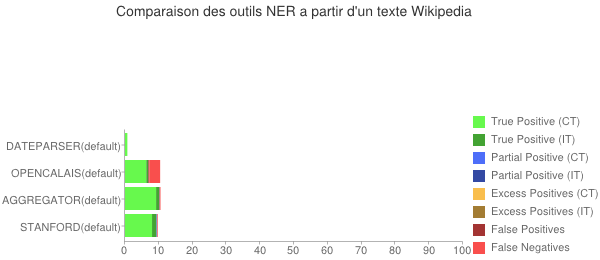 Comparaison des outils NER a partir d'un texte Wikipedia
True Positive (CT)
True Positive (IT)
Partial Positive (CT)
Partial Positive (IT)
Excess Positives (CT)
Excess Positives (IT)
False Positives
False Negatives
DATEPARSER(default)
OPENCALAIS(default)
AGGREGATOR(default)
STANFORD(default)
0 10 20 30 40 50 60 70 80 90 100